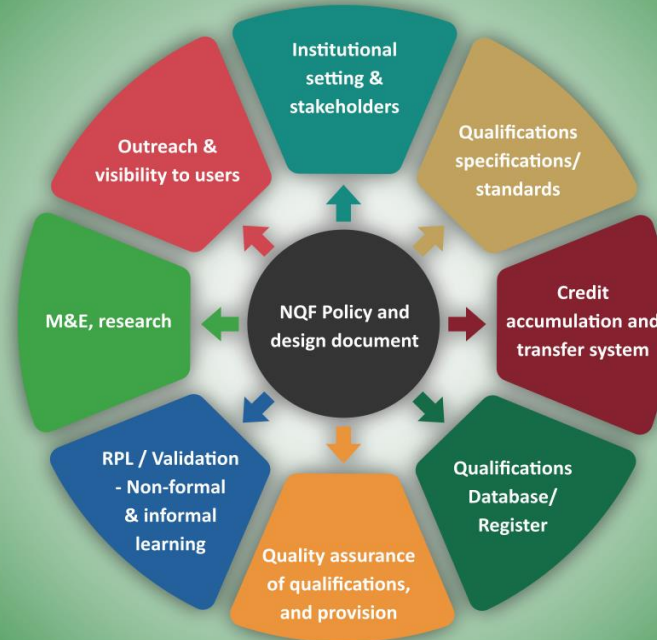 Institutional
setting &
stakeholders
Qualifications
specifications/
standards
Credit
accumulation and
transfer system
Qualifications
Database/
Register
Quality assurance
of qualifications,
and provision
RPL / Validation
- Non-formal
& informal
learning
M&E, research
Outreach &
visibility to users
NQF Policy and
design document